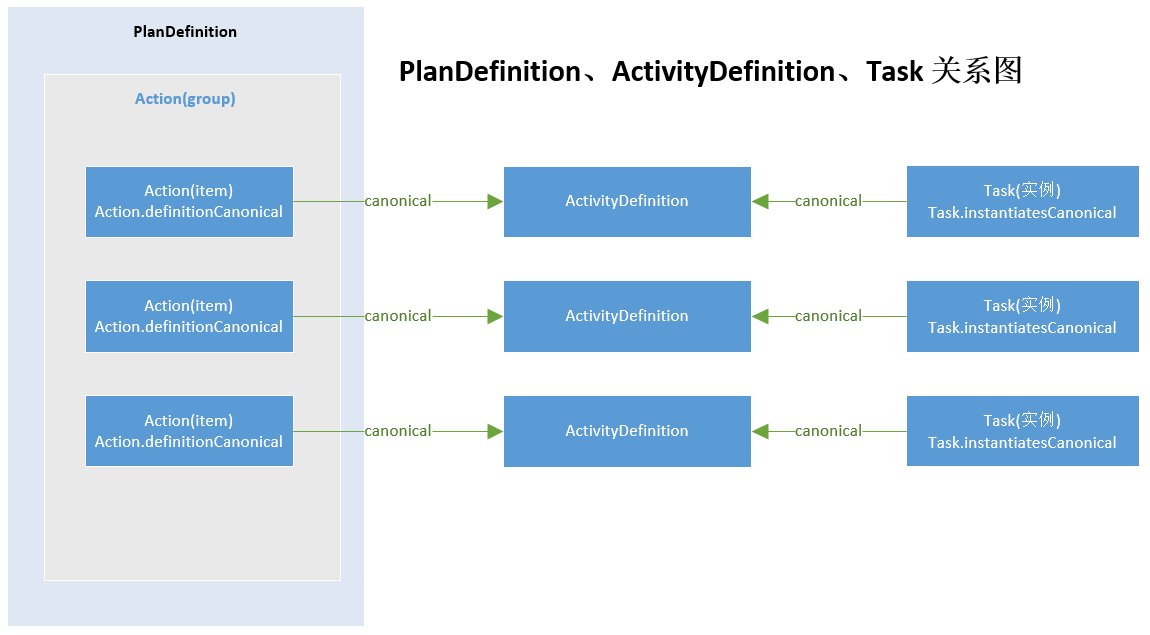 PlanDefinition
PlanDefinition、ActivityDefinition、Task 关系图
Action(group)
Action(item)
Action.definitionCanonical
canonical
ActivityDefinition
canonical
Task(实例)
Task.instantiatesCanonical
Action(item)
Action.definitionCanonical
canonical
ActivityDefinition
canonical
Task(实例)
Task.instantiatesCanonical
Action(item)
Action.definitionCanonical
canonical
ActivityDefinition
canonical
Task(实例)
Task.instantiatesCanonical